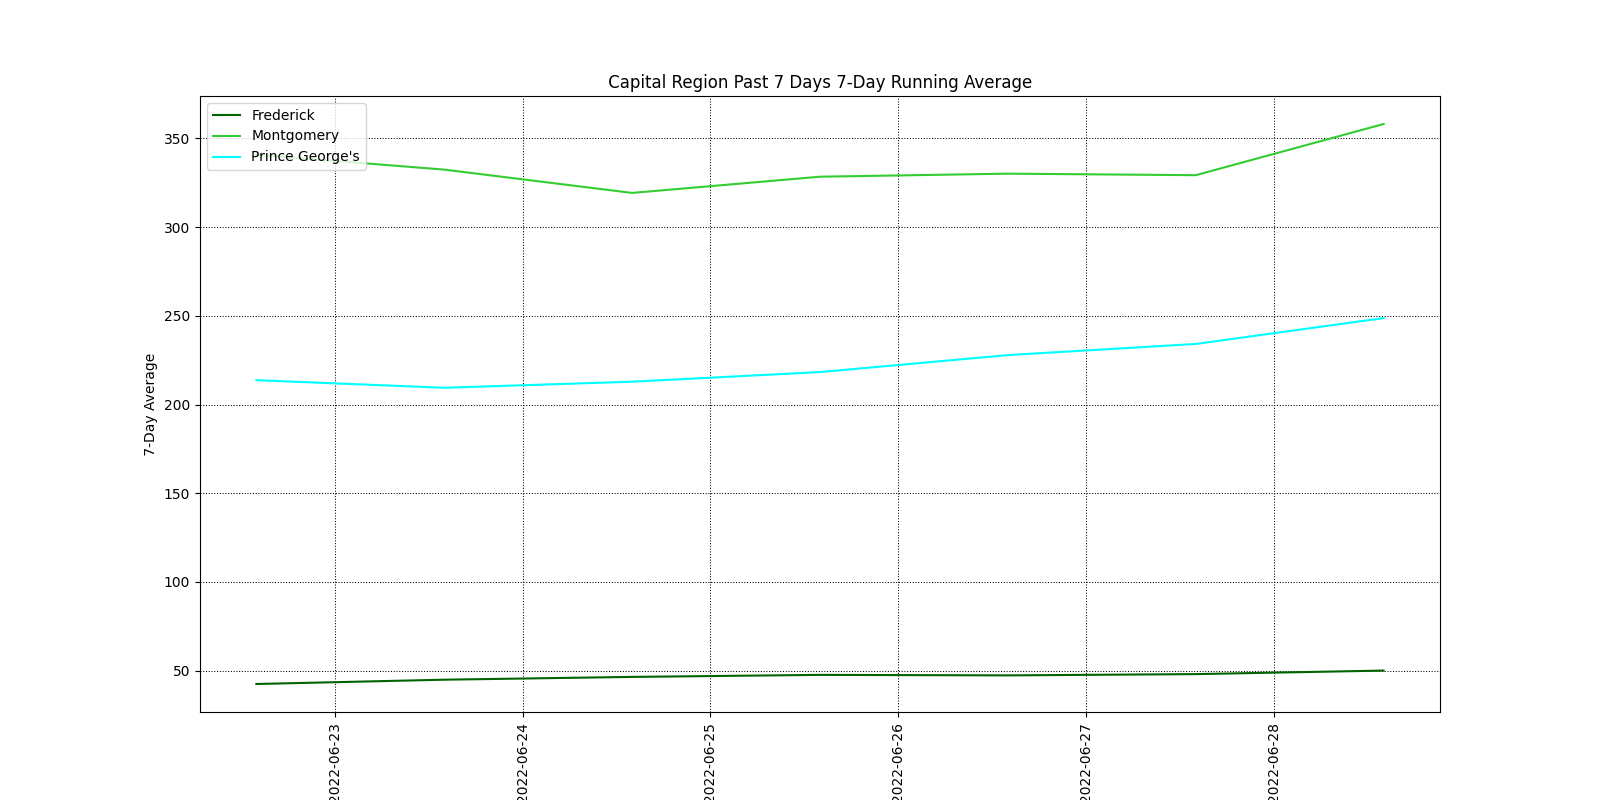 Capital Region Past 7 Days 7-Day Running Average
Frederick
Montgomery
Prince George's
7-Day Average
350
300
250
200
150
100
50
2022-06-23
2022-06-24
2022-06-25
2022-06-26
2022-06-27
2022-06-28